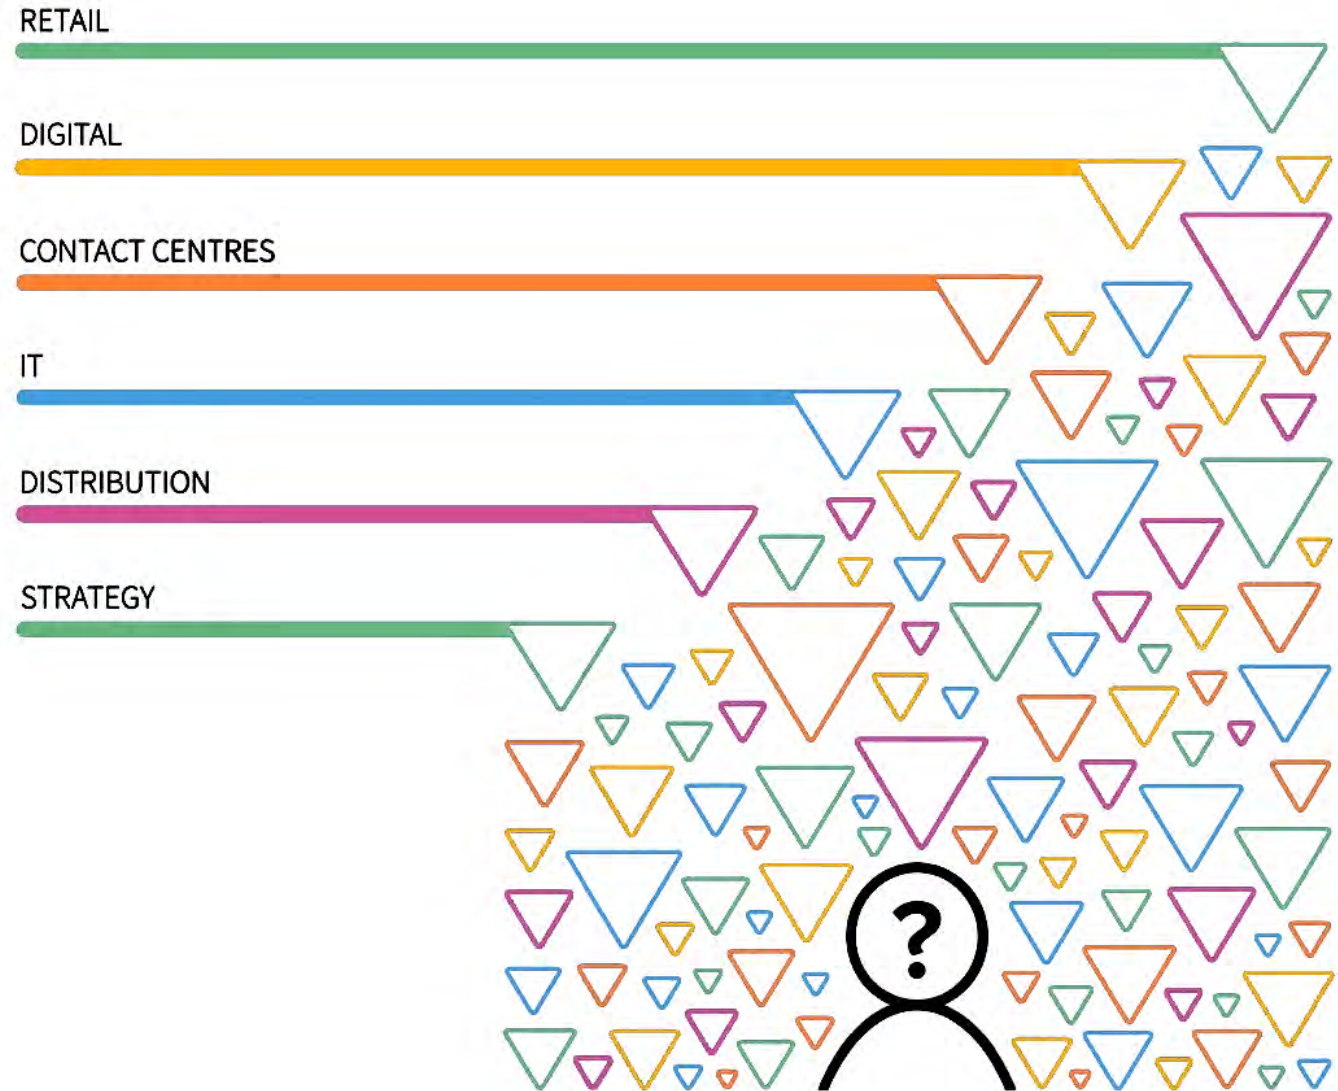 RETAIL
DIGITAL
CONTACT CENTRES
IT
DISTRIBUTION
STRATEGY
?